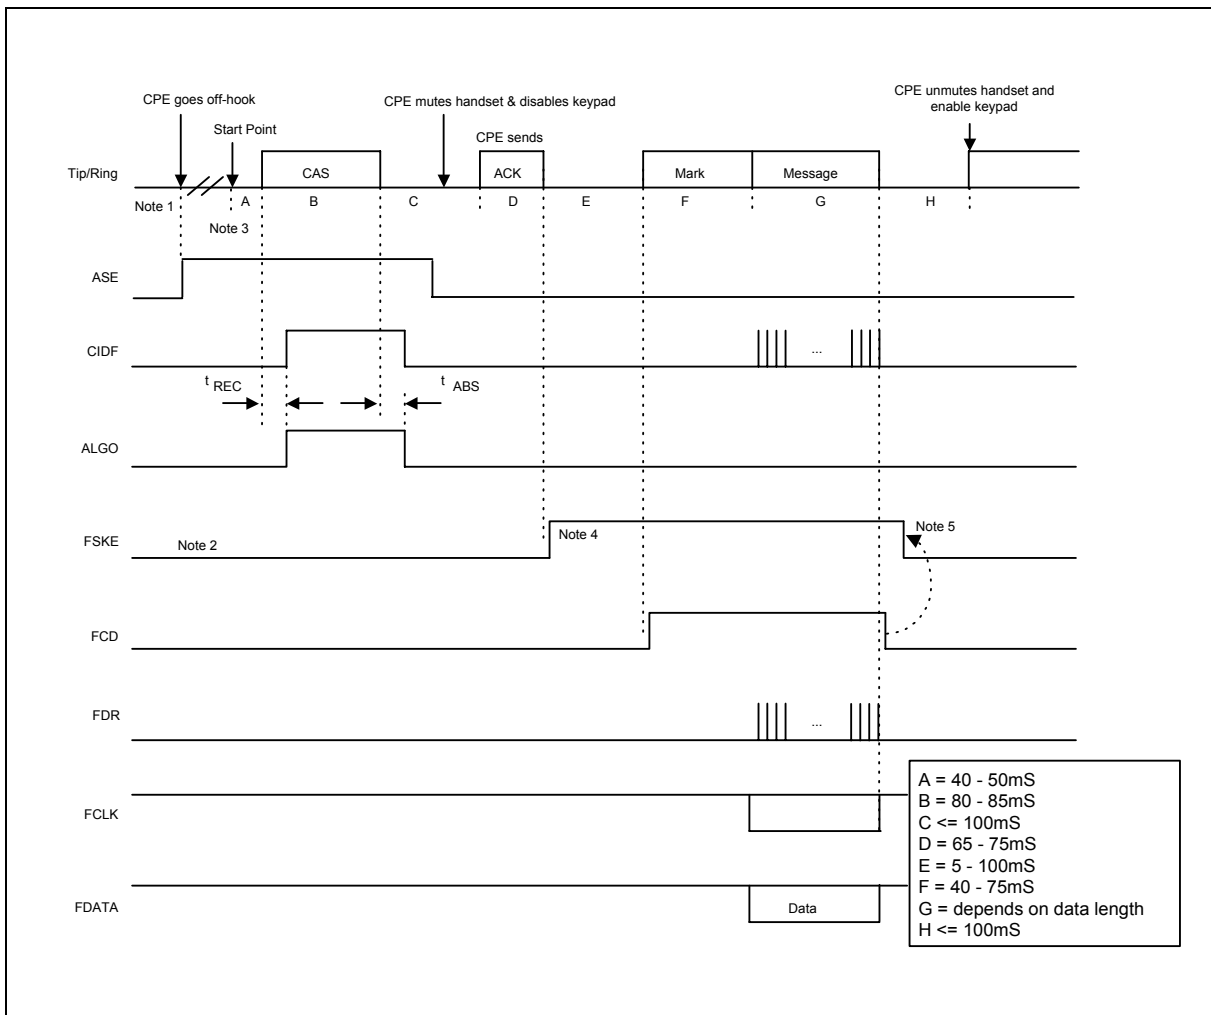 CPE goes off-hook
Start Point
CPE mutes handset & disables keypad
CPE sends
CPE unmutes handset and
enable keypad
Tip/Ring
CAS
ACK
Mark
Message
Note 1
A
B
C
D
E
F
G
H
Note 3
ASE
CIDF
...
t REC
t ABS
ALGO
FSKE
Note 2
Note 4
Note 5
FCD
FDR
...
FCLK
FDATA
Data
A = 40 - 50mS
B = 80 - 85mS
C <= 100mS
D = 65 - 75mS
E = 5 - 100mS
F = 40 - 75mS
G = depends on data length
H <= 100mS